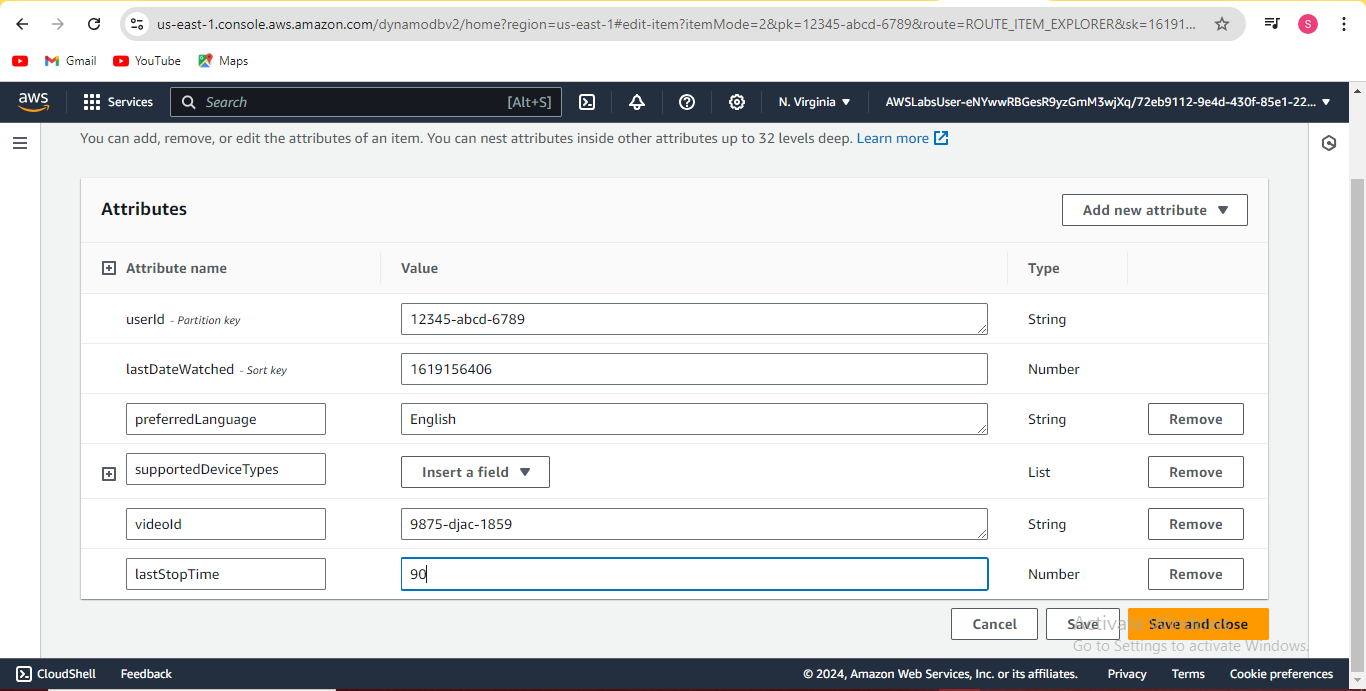 us-east-1.console.aws.amazon.com/dynamodbv2/home?region=us-east-1#edit-item?itemMode=2&pk=12345-abcd-6789&route=ROUTE_ITEM_EXPLORER&sk=16191... S
Gmail YouTube Maps
aws Services Search [Alt+S] N. Virginia AWSLabsUser-eNYwwRBGesR9yzGmM3wjXq/72eb9112-9e4d-430f-85e1-22...
You can add, remove, or edit the attributes of an item. You can nest attributes inside other attributes up to 32 levels deep. Learn more
Attributes Add new attribute
Attribute name Value Type
userId - Partition key 12345-abcd-6789 String
lastDateWatched - Sort key 1619156406 Number
preferredLanguage English String Remove
supportedDeviceTypes Insert a field List Remove
videoId 9875-djac-1859 String Remove
lastStopTime 90 Number Remove
Cancel Save Save and close
Activate Windows
Go to Settings to activate Windows.
CloudShell Feedback © 2024, Amazon Web Services, Inc. or its affiliates. Privacy Terms Cookie preferences